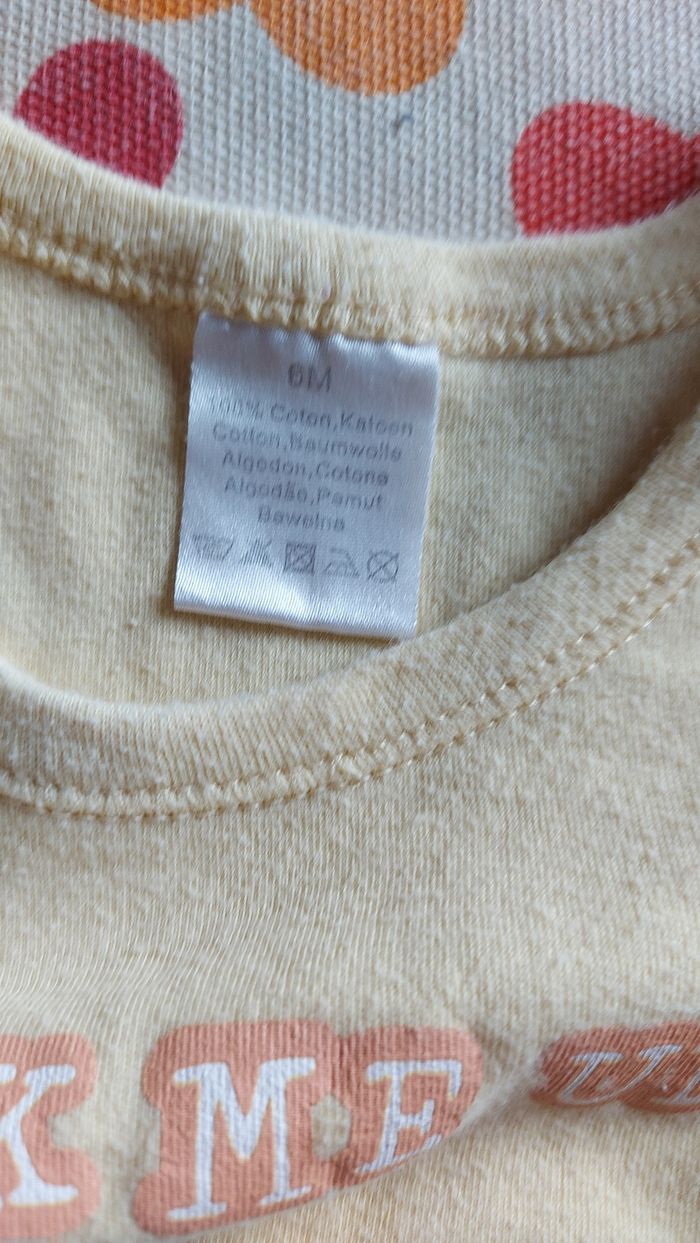 6M
100% Coton,Katoen
Cotton,Baumwolle
Algodon,Cotone
Algodão,Pamut
Bawelna
K ME